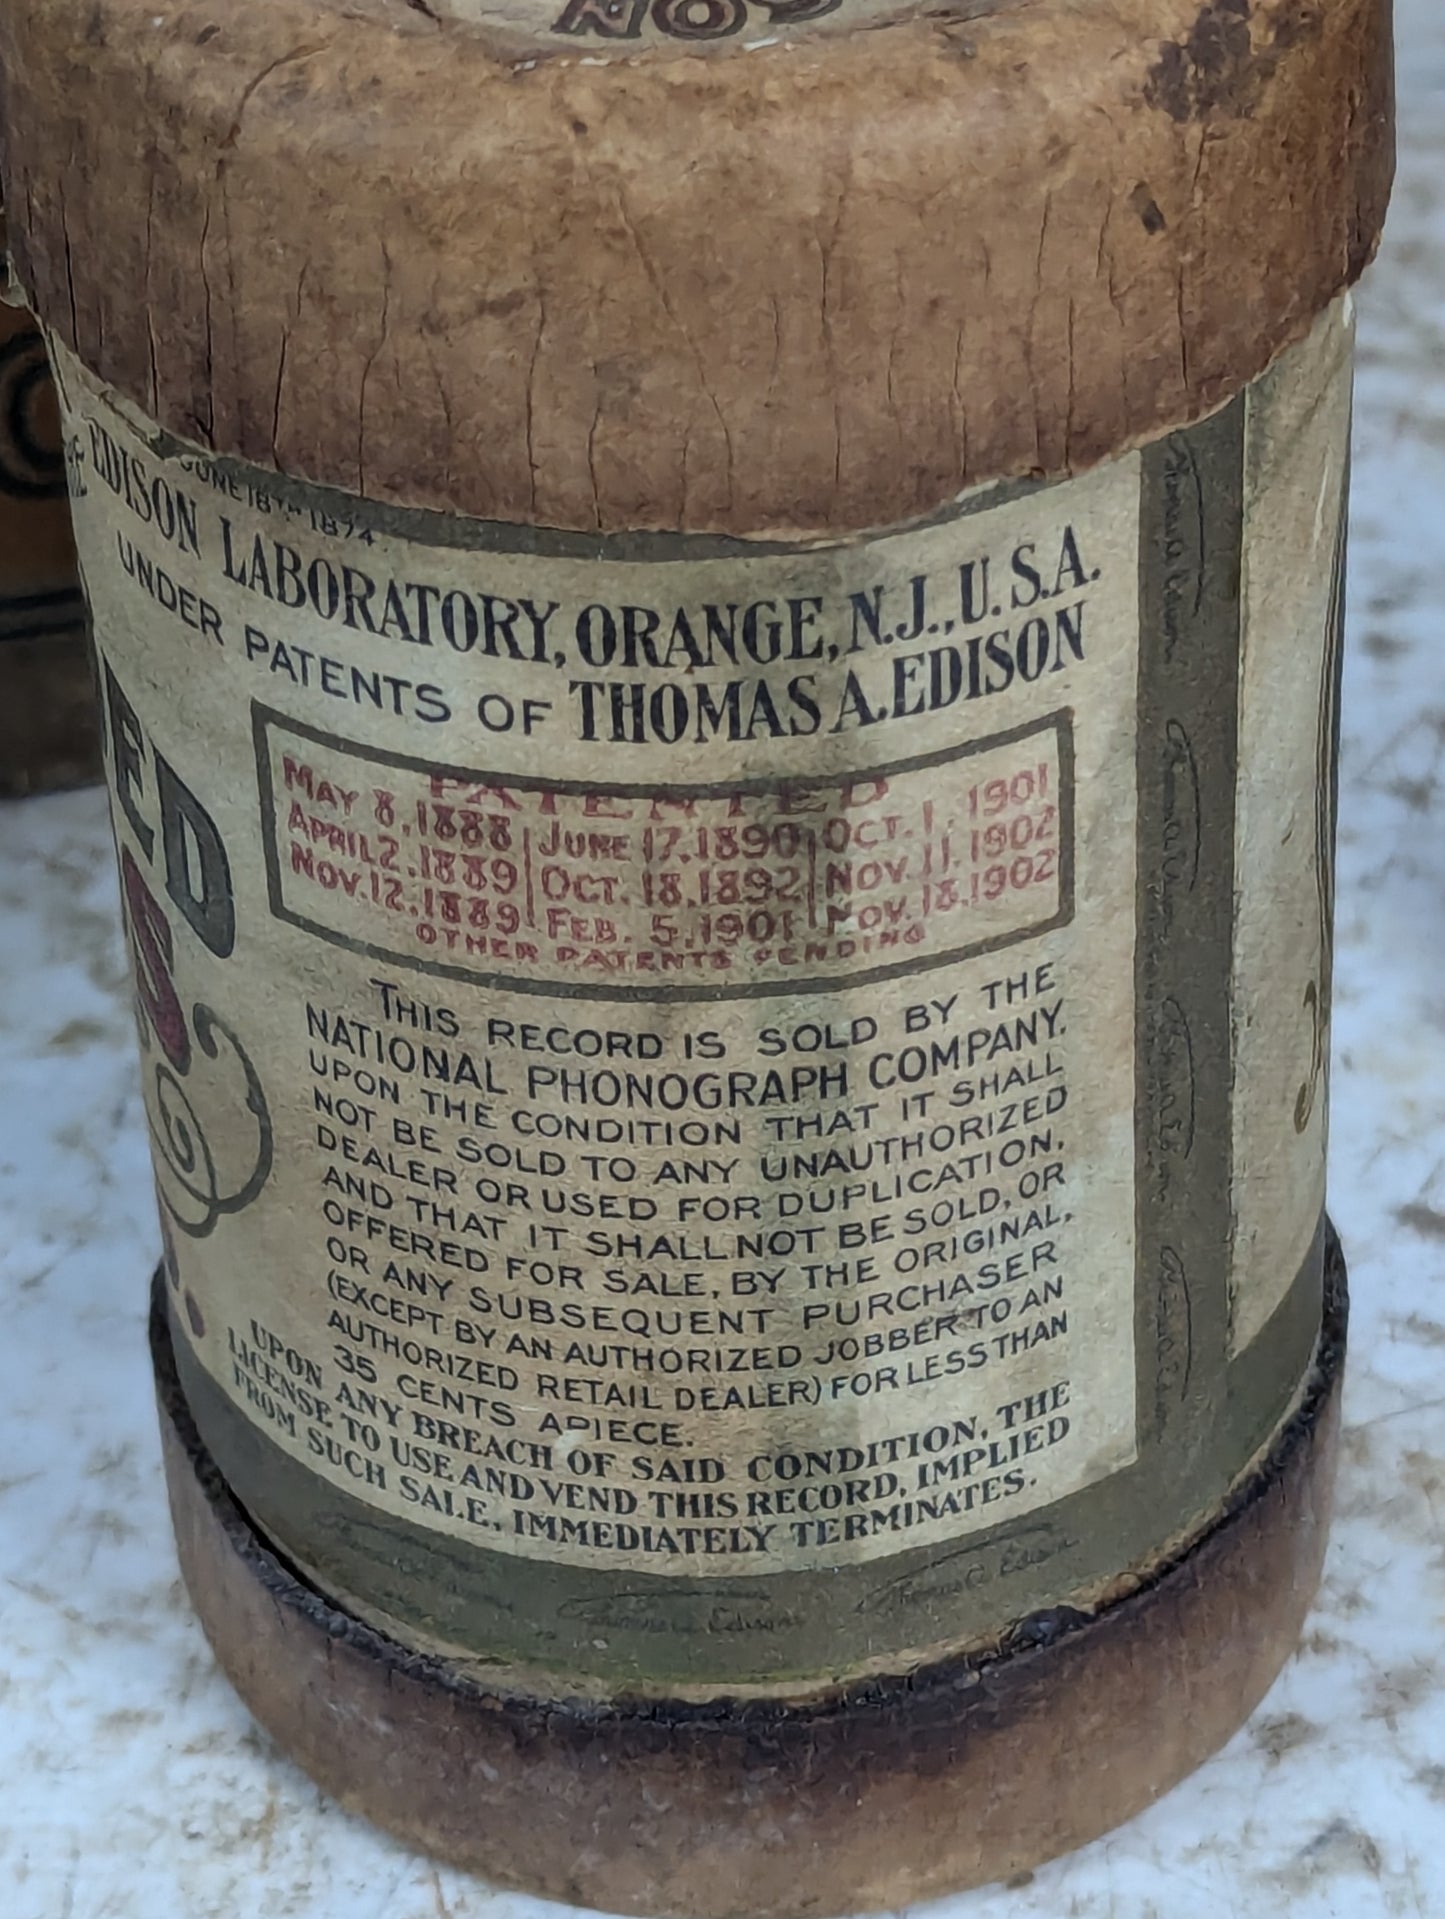 NO
JUNE 18TH 1874
EDISON LABORATORY, ORANGE, N.J., U.S.A.
UNDER PATENTS OF THOMAS A. EDISON
PATENTED
MAY 8, 1888 JUNE 17, 1890 OCT. 1, 1901
APRIL 2, 1889 OCT. 18, 1892 NOV. 11, 1902
NOV. 12, 1889 FEB. 5, 1901 NOV. 18, 1902
OTHER PATENTS PENDING
THIS RECORD IS SOLD BY THE
NATIONAL PHONOGRAPH COMPANY,
UPON THE CONDITION THAT IT SHALL
NOT BE SOLD TO ANY UNAUTHORIZED
DEALER OR USED FOR DUPLICATION,
AND THAT IT SHALL NOT BE SOLD, OR
OFFERED FOR SALE, BY THE ORIGINAL,
OR ANY SUBSEQUENT PURCHASER
(EXCEPT BY AN AUTHORIZED JOBBER TO AN
AUTHORIZED RETAIL DEALER) FOR LESS THAN
35 CENTS APIECE.
UPON ANY BREACH OF SAID CONDITION, THE
LICENSE TO USE AND VEND THIS RECORD, IMPLIED
FROM SUCH SALE, IMMEDIATELY TERMINATES.
Thomas A Edison
Thomas A Edison